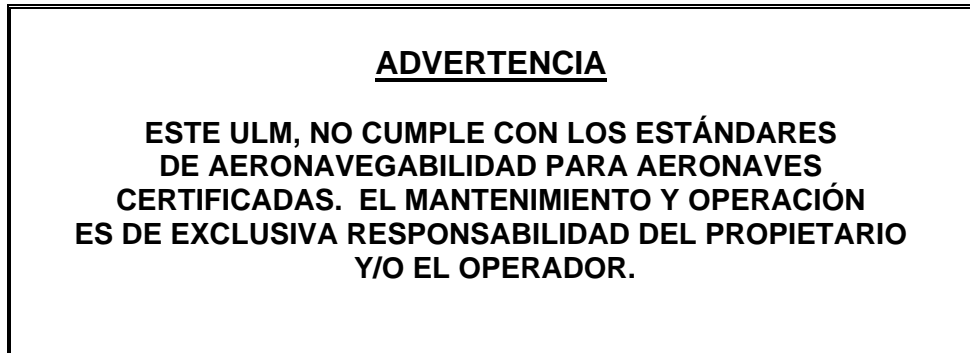 ADVERTENCIA
ESTE ULM, NO CUMPLE CON LOS ESTÁNDARES
DE AERONAVEGABILIDAD PARA AERONAVES
CERTIFICADAS. EL MANTENIMIENTO Y OPERACIÓN
ES DE EXCLUSIVA RESPONSABILIDAD DEL PROPIETARIO
Y/O EL OPERADOR.